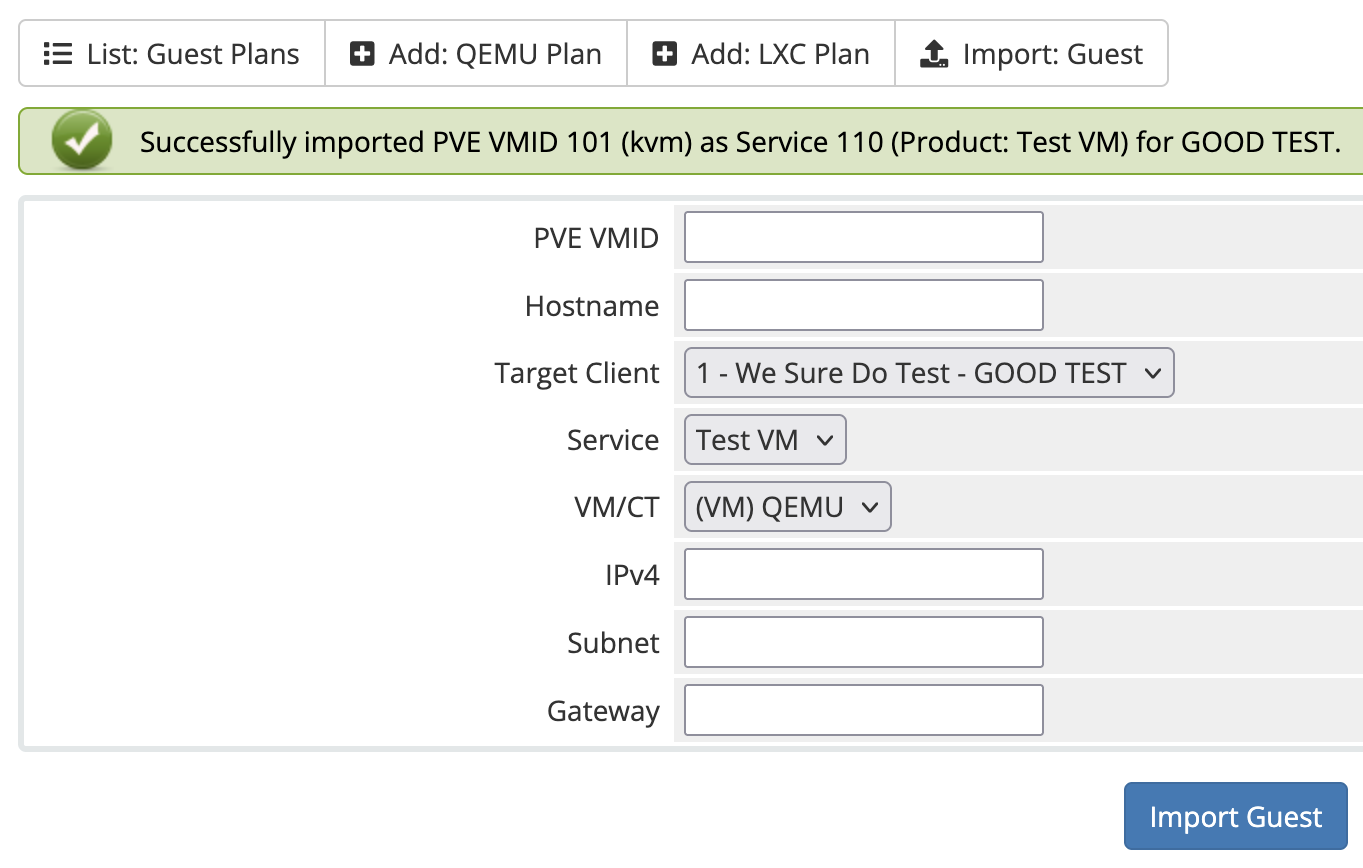 List: Guest Plans Add: QEMU Plan Add: LXC Plan Import: Guest
Successfully imported PVE VMID 101 (kvm) as Service 110 (Product: Test VM) for GOOD TEST.
PVE VMID
Hostname
Target Client 1 - We Sure Do Test - GOOD TEST
Service Test VM
VM/CT (VM) QEMU
IPv4
Subnet
Gateway
Import Guest